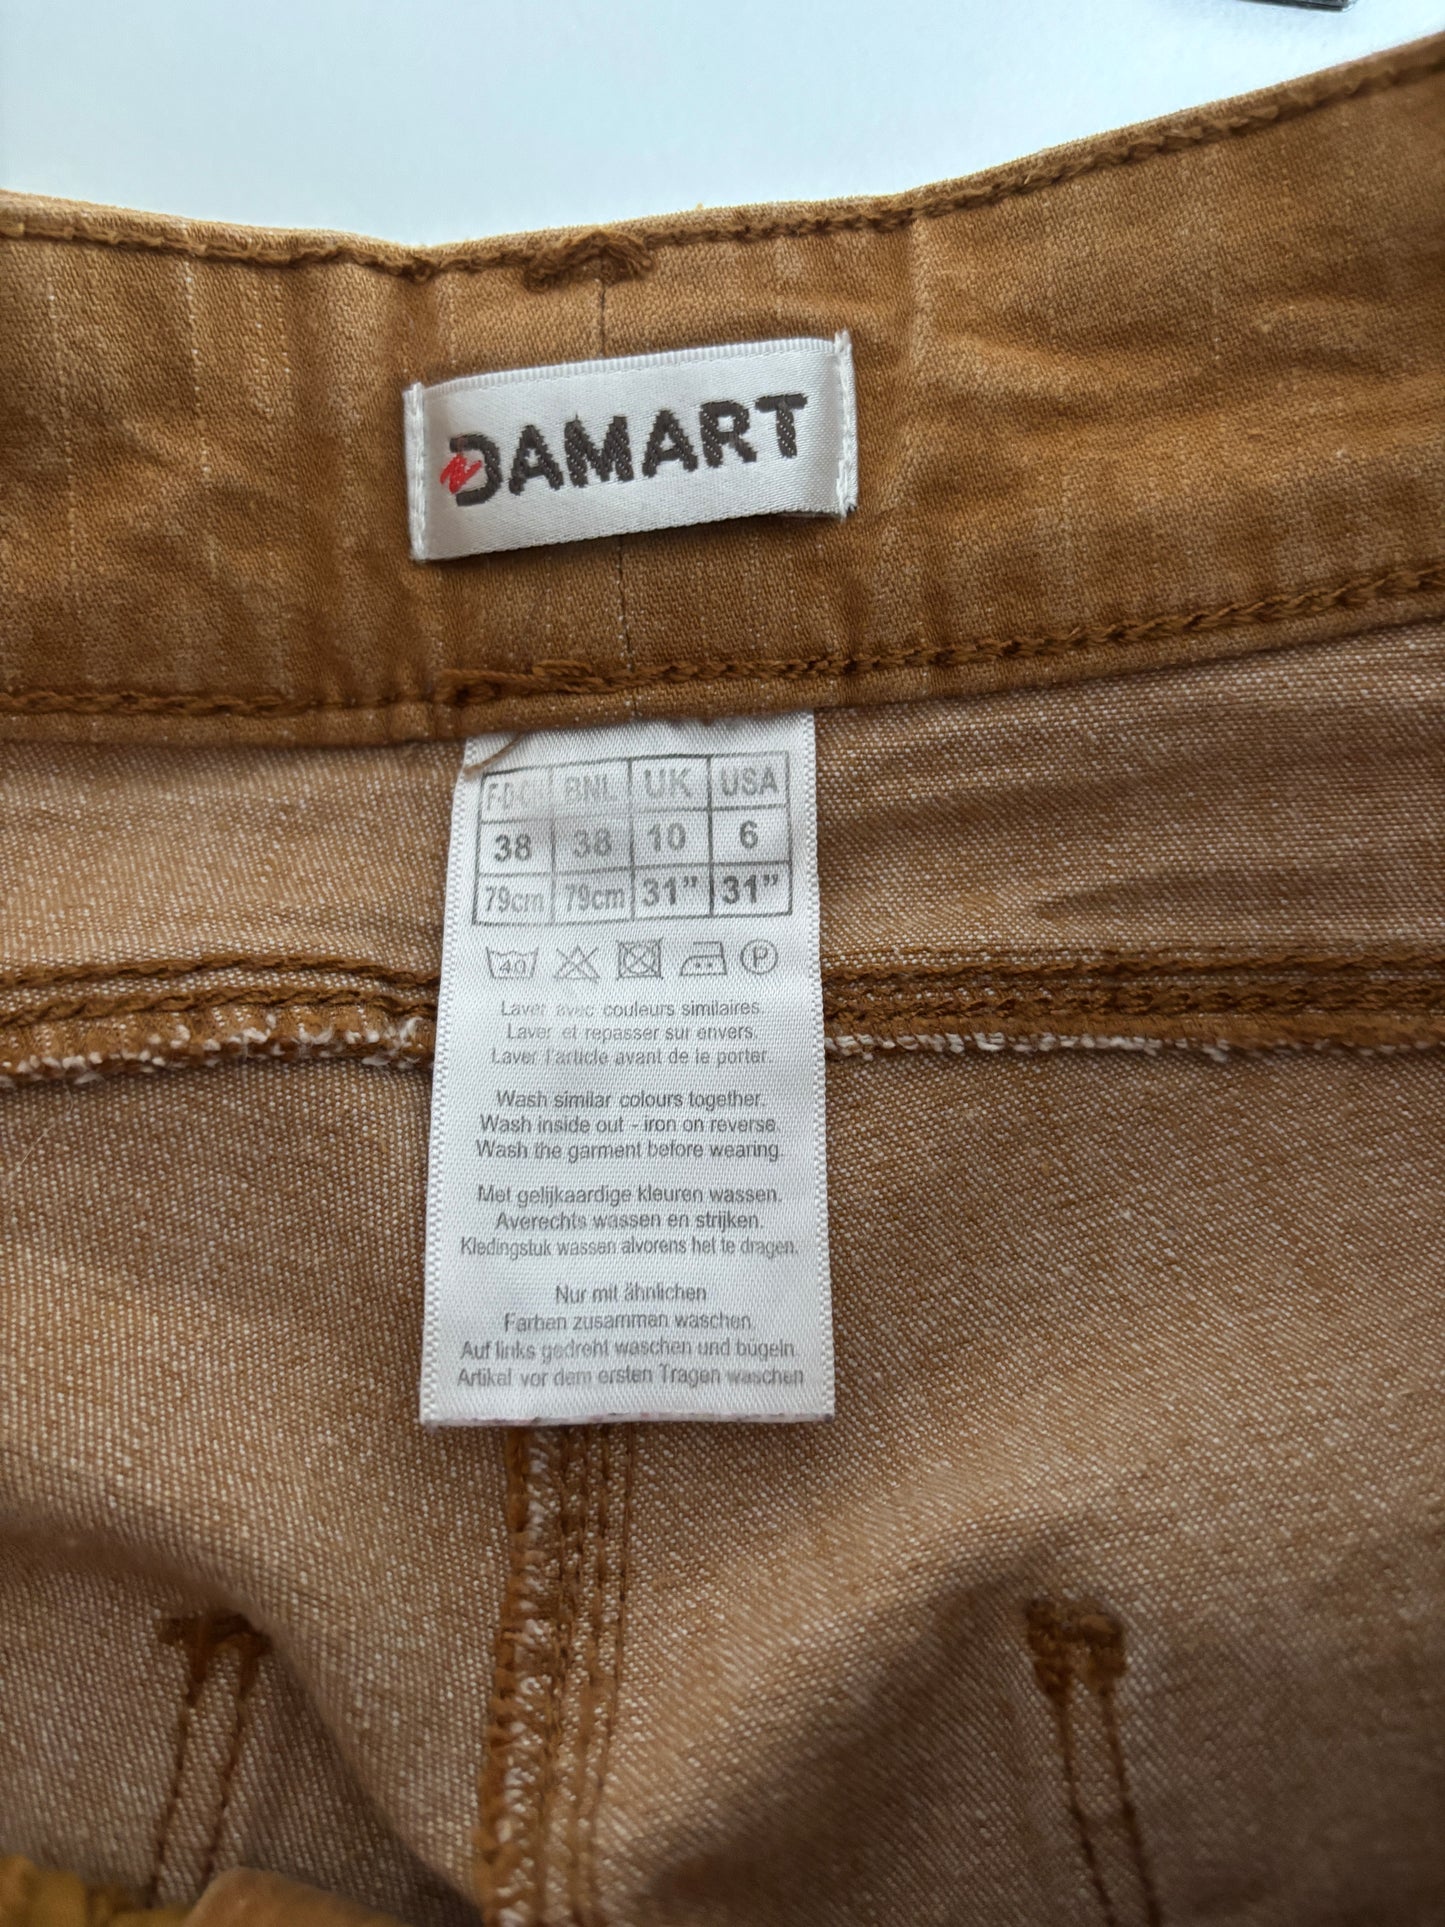 DAMART
F-D- BNL UK USA
38 38 10 6
79cm 79cm 31" 31"
40 P
Laver avec couleurs similaires.
Laver et repasser sur envers.
Laver l'article avant de le porter.
Wash similar colours together.
Wash inside out - iron on reverse.
Wash the garment before wearing.
Met gelijkaardige kleuren wassen.
Averechts wassen en strijken.
Kledingstuk wassen alvorens het te dragen.
Nur mit ähnlichen
Farben zusammen waschen.
Auf links gedreht waschen und bügeln.
Artikal vor dem ersten Tragen waschen